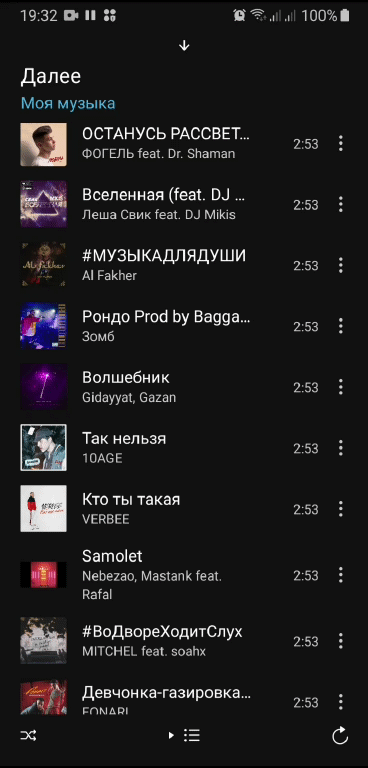 19:32
100%
Далее
Моя музыка
ОСТАНУСЬ РАССВЕТ...
ФОГЕЛЬ feat. Dr. Shaman
2:53
Вселенная (feat. DJ ...
Леша Свик feat. DJ Mikis
2:53
#МУЗЫКАДЛЯДУШИ
Al Fakher
2:53
Рондо Prod by Bagga...
Зомб
2:53
Волшебник
Gidayyat, Gazan
2:53
Так нельзя
10AGE
2:53
Кто ты такая
VERBEE
2:53
Samolet
Nebezao, Mastank feat.
Rafal
2:53
#ВоДвореХодитСлух
MITCHEL feat. soahx
2:53
Девчонка-газировка...
FONARI
2:53